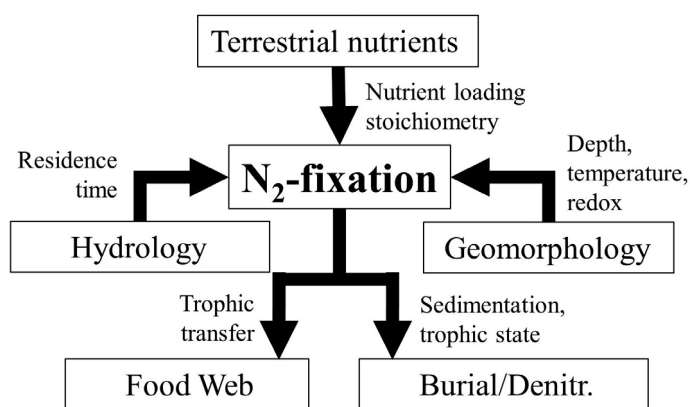 Terrestrial nutrients
Nutrient loading
stoichiometry
Residence
time
N₂-fixation
Depth,
temperature,
redox
Hydrology
Geomorphology
Trophic
transfer
Sedimentation,
trophic state
Food Web
Burial/Denitr.